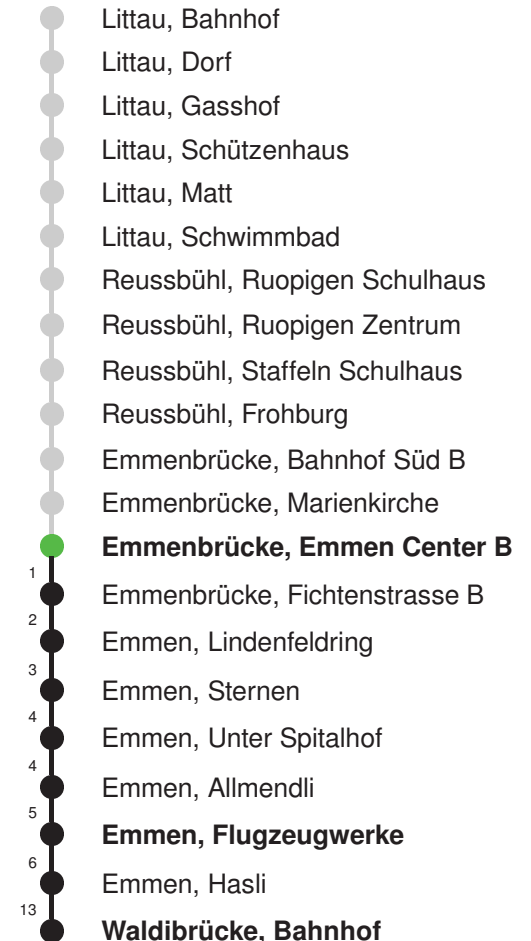 Littau, Bahnhof
Littau, Dorf
Littau, Gasshof
Littau, Schützenhaus
Littau, Matt
Littau, Schwimmbad
Reussbühl, Ruopigen Schulhaus
Reussbühl, Ruopigen Zentrum
Reussbühl, Staffeln Schulhaus
Reussbühl, Frohburg
Emmenbrücke, Bahnhof Süd B
Emmenbrücke, Marienkirche
Emmenbrücke, Emmen Center B
1 Emmenbrücke, Fichtenstrasse B
2 Emmen, Lindenfeldring
3 Emmen, Sternen
4 Emmen, Unter Spitalhof
4 Emmen, Allmendli
5 Emmen, Flugzeugwerke
6 Emmen, Hasli
13 Waldibrücke, Bahnhof